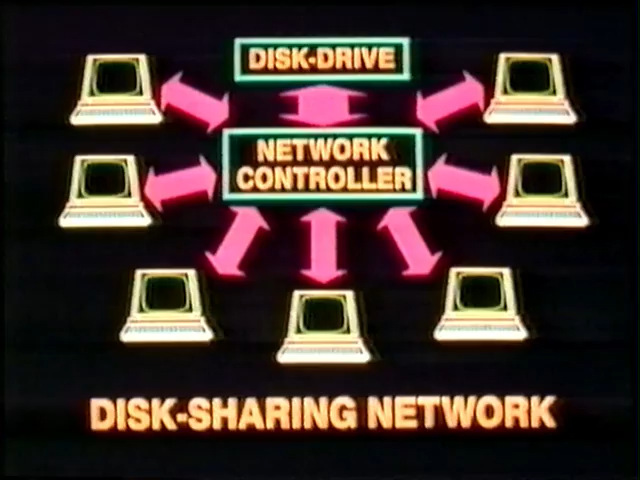 DISK-DRIVE
NETWORK
CONTROLLER
DISK-SHARING NETWORK